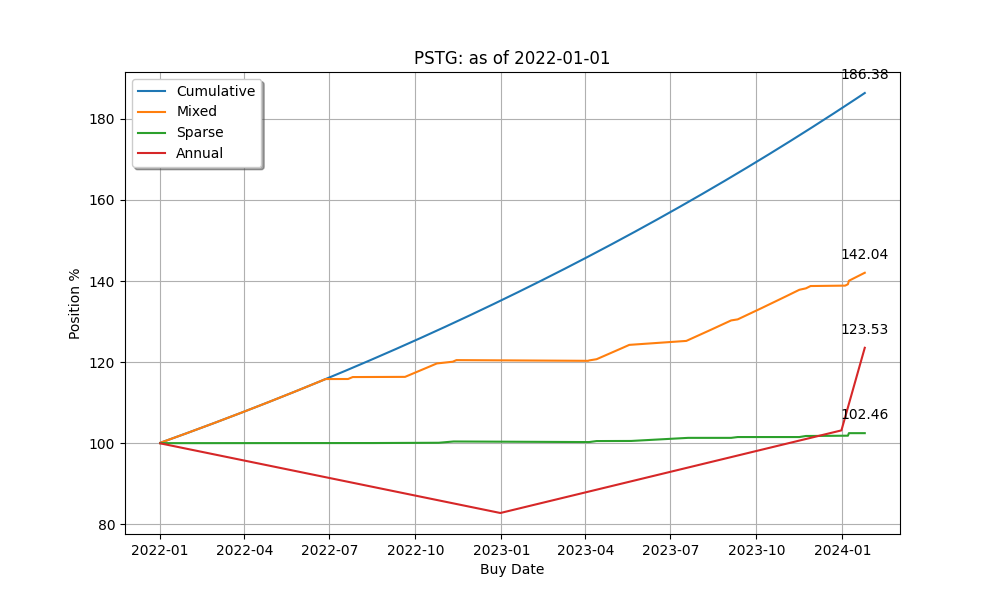 PSTG: as of 2022-01-01
186.38
Cumulative
Mixed
Sparse
Annual
180
160
142.04
140
123.53
120
102.46
100
80
Position %
2022-01 2022-04 2022-07 2022-10 2023-01 2023-04 2023-07 2023-10 2024-01
Buy Date